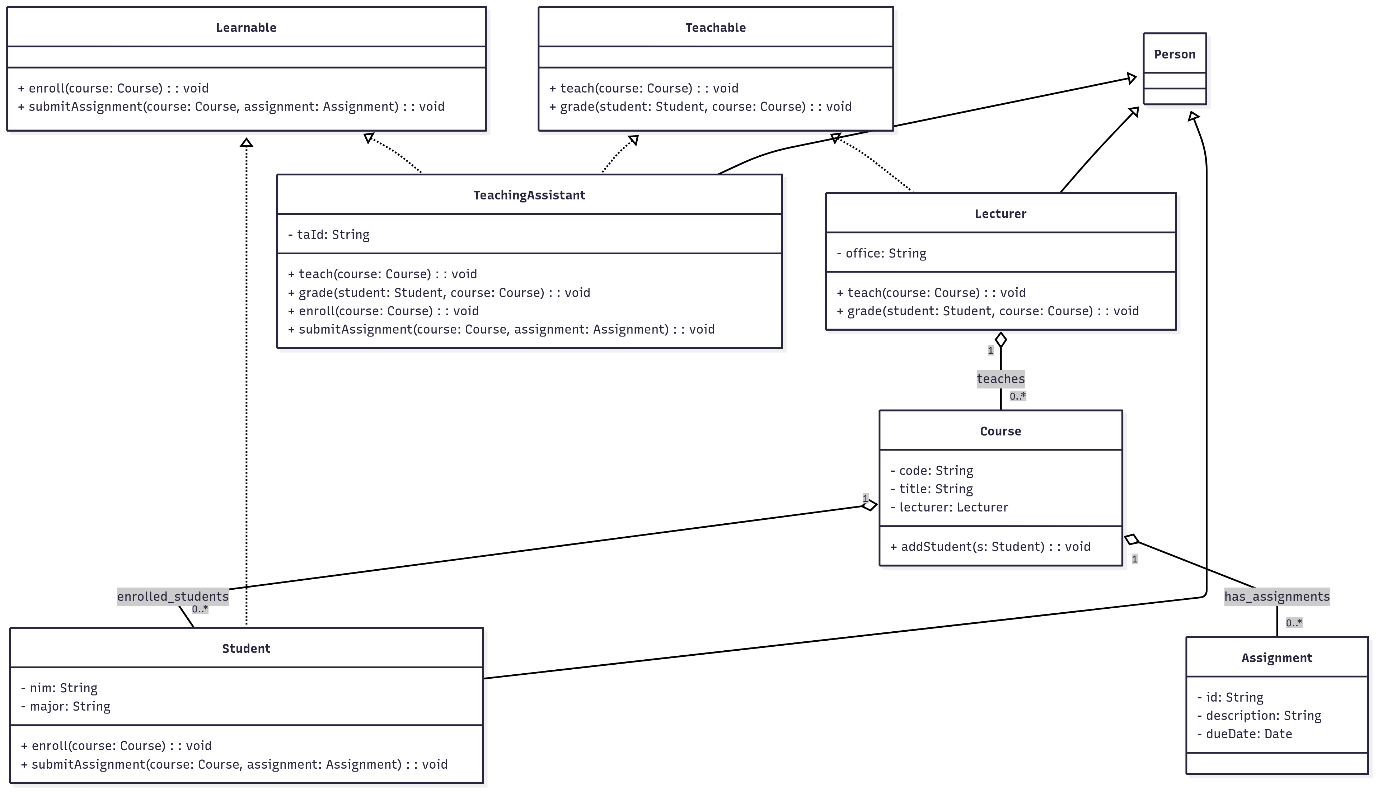 Learnable
+ enroll(course: Course) : : void
+ submitAssignment(course: Course, assignment: Assignment) : : void
Teachable
+ teach(course: Course) : : void
+ grade(student: Student, course: Course) : : void
Person
TeachingAssistant
- taId: String
+ teach(course: Course) : : void
+ grade(student: Student, course: Course) : : void
+ enroll(course: Course) : : void
+ submitAssignment(course: Course, assignment: Assignment) : : void
Lecturer
- office: String
+ teach(course: Course) : : void
+ grade(student: Student, course: Course) : : void
1
teaches
0..*
Course
- code: String
- title: String
- lecturer: Lecturer
+ addStudent(s: Student) : : void
1
1
enrolled_students
0..*
has_assignments
0..*
Student
- nim: String
- major: String
+ enroll(course: Course) : : void
+ submitAssignment(course: Course, assignment: Assignment) : : void
Assignment
- id: String
- description: String
- dueDate: Date